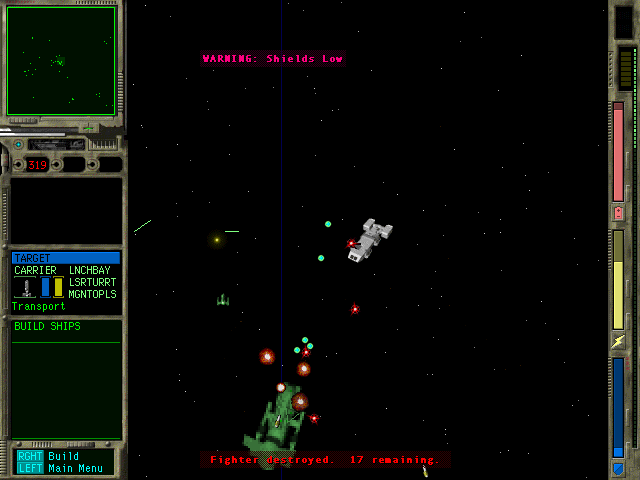 WARNING: Shields Low
319
TARGET
CARRIER LNCHBAY
LSRTURRT
MGNTOPLS
Transport
BUILD SHIPS
RGHT Build
LEFT Main Menu
Fighter destroyed. 17 remaining.